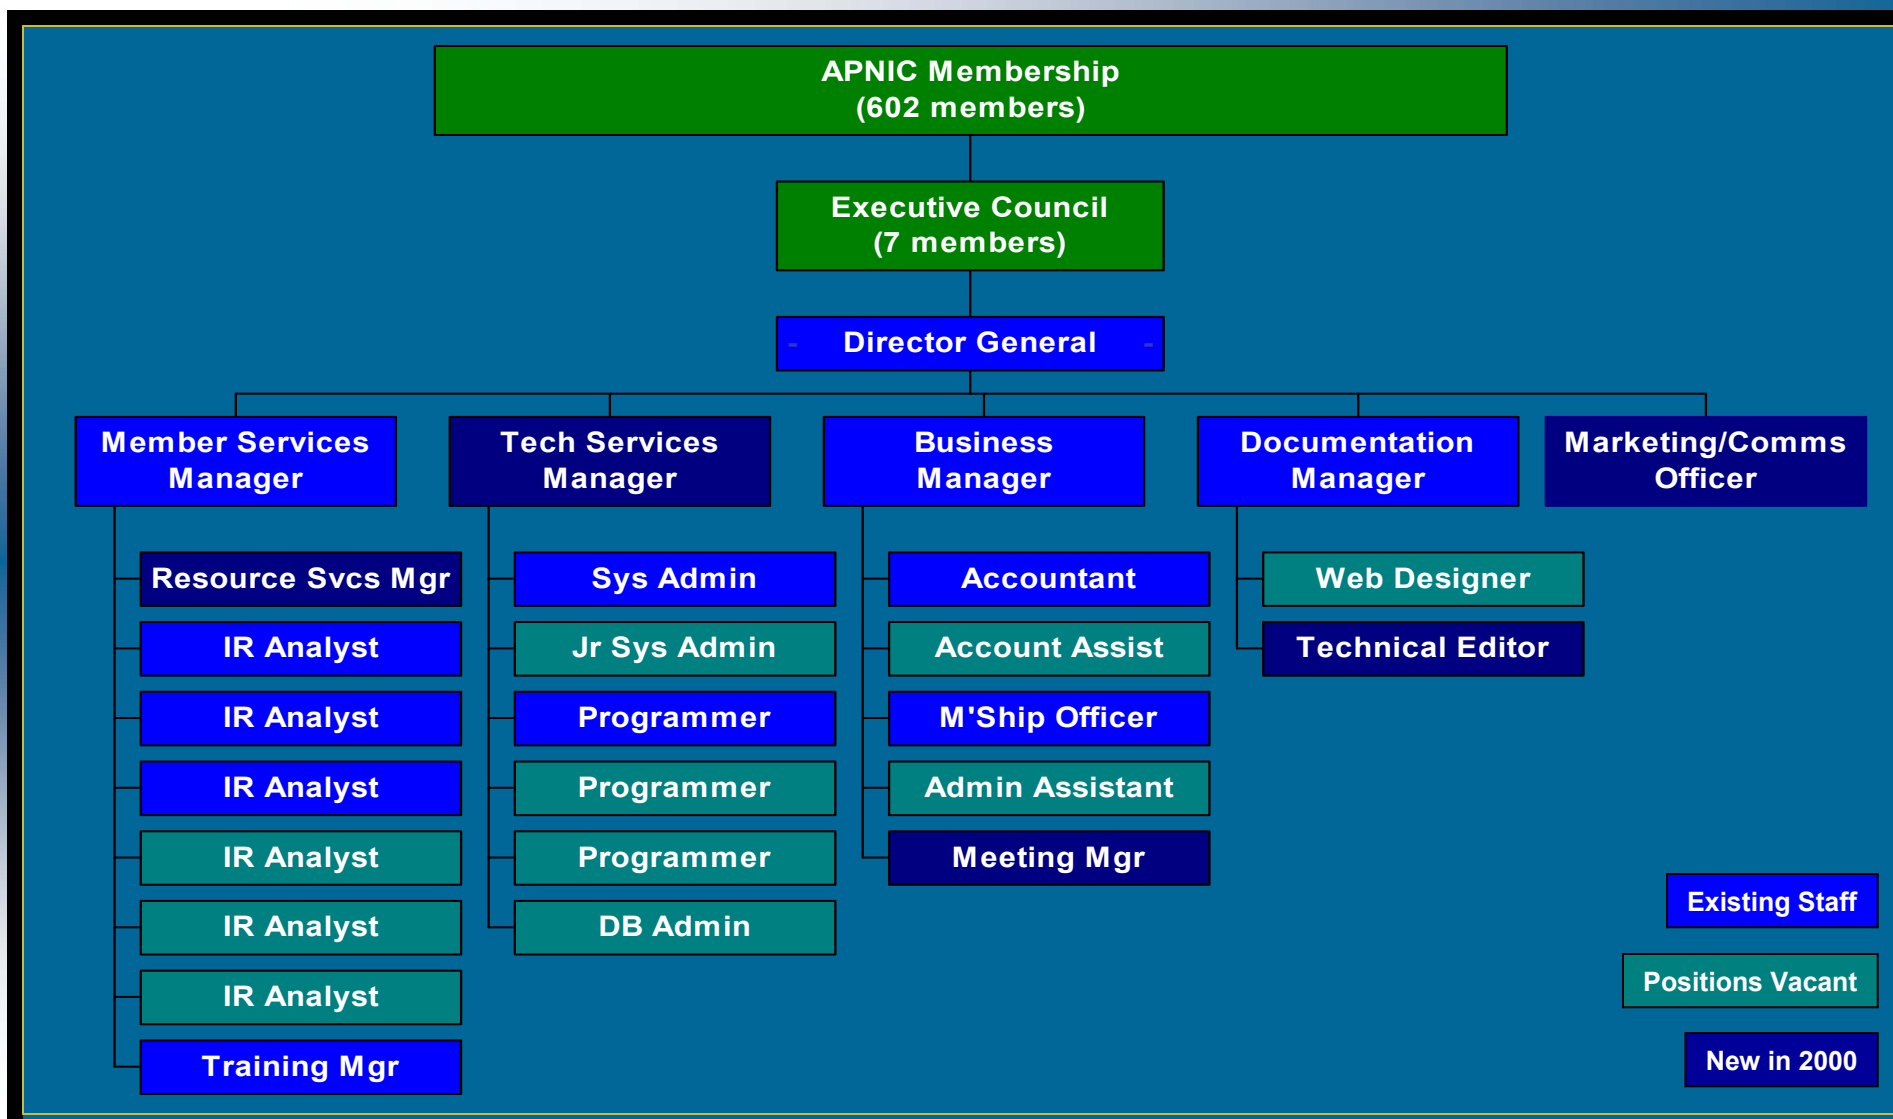 APNIC Membership
(602 members)
Executive Council
(7 members)
- Director General -
Member Services
Manager
Tech Services
Manager
Business
Manager
Documentation
Manager
Marketing/Comms
Officer
Resource Svcs Mgr
IR Analyst
IR Analyst
IR Analyst
IR Analyst
IR Analyst
IR Analyst
Training Mgr
Sys Admin
Jr Sys Admin
Programmer
Programmer
Programmer
DB Admin
Accountant
Account Assist
M'Ship Officer
Admin Assistant
Meeting Mgr
Web Designer
Technical Editor
Existing Staff
Positions Vacant
New in 2000